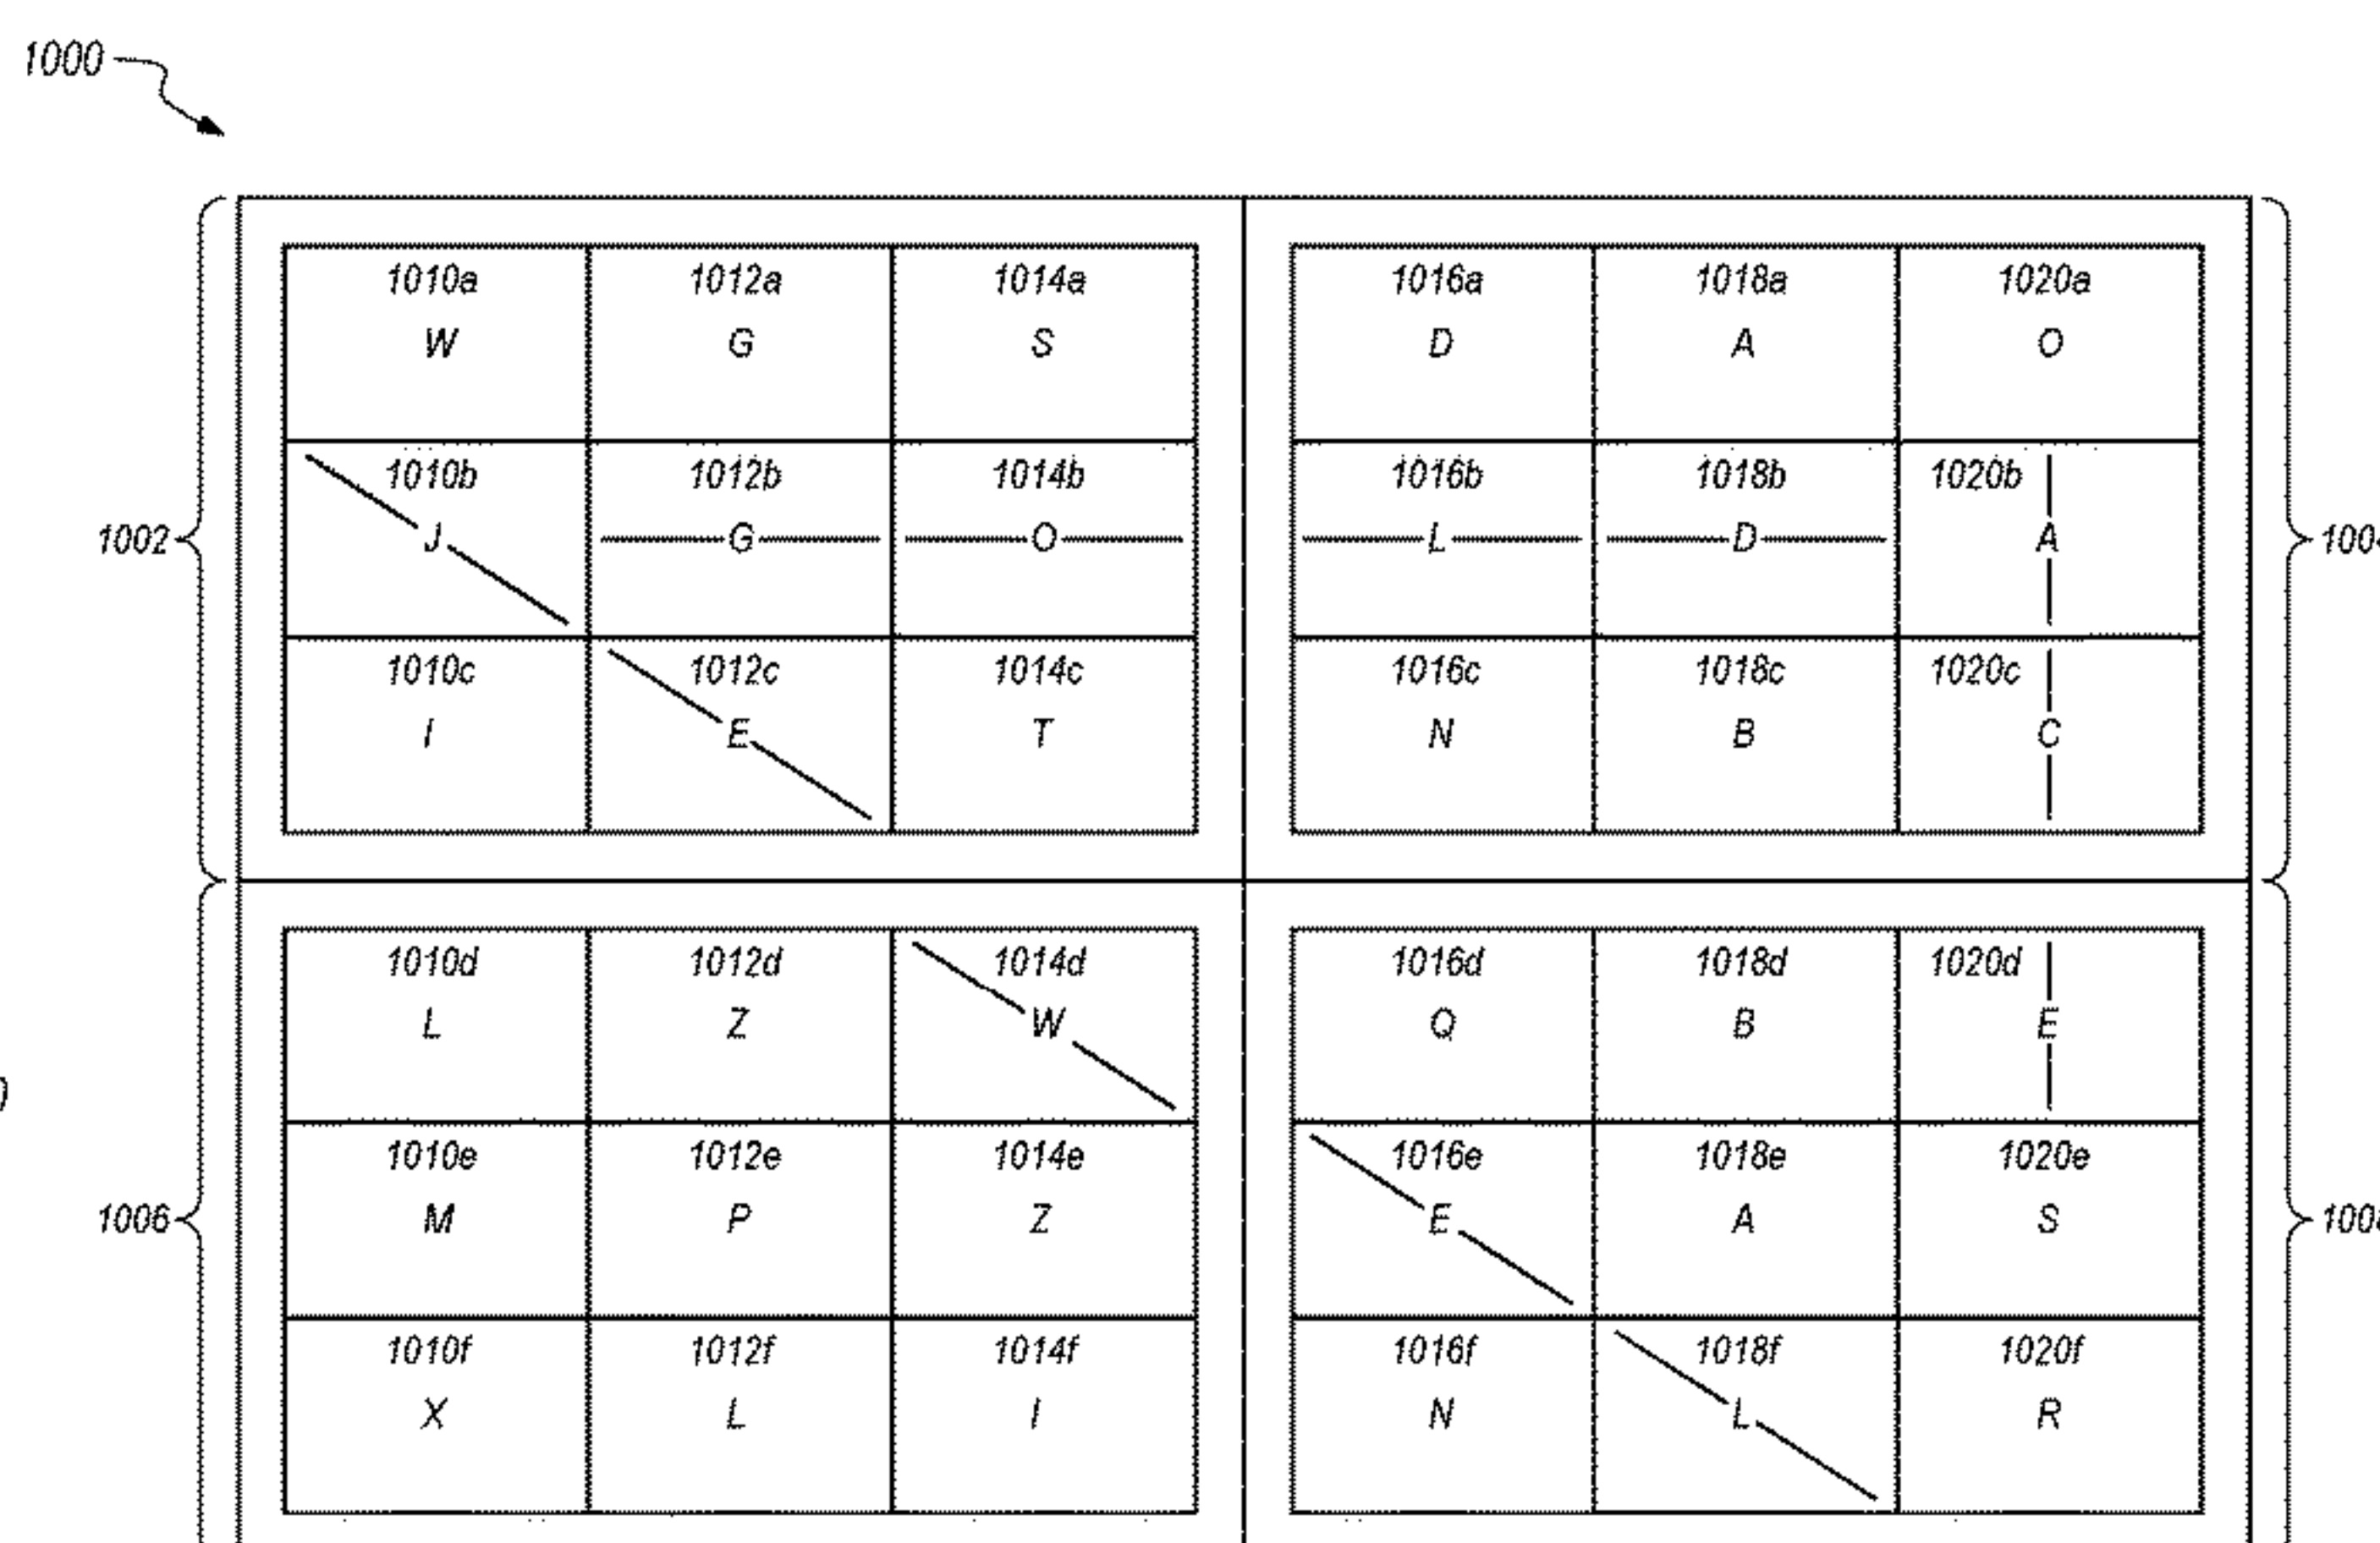 1000
1010a 1012a 1014a 1016a 1018a 1020a
W G S D A O
1010b 1012b 1014b 1016b 1018b 1020b
1002 J G O L D A
1010c 1012c 1014c 1016c 1018c 1020c
I E T N B C
1010d 1012d 1014d 1016d 1018d 1020d
L Z W Q B E
1010e 1012e 1014e 1016e 1018e 1020e
1006 M P Z E A S
1010f 1012f 1014f 1016f 1018f 1020f
X L I N L R